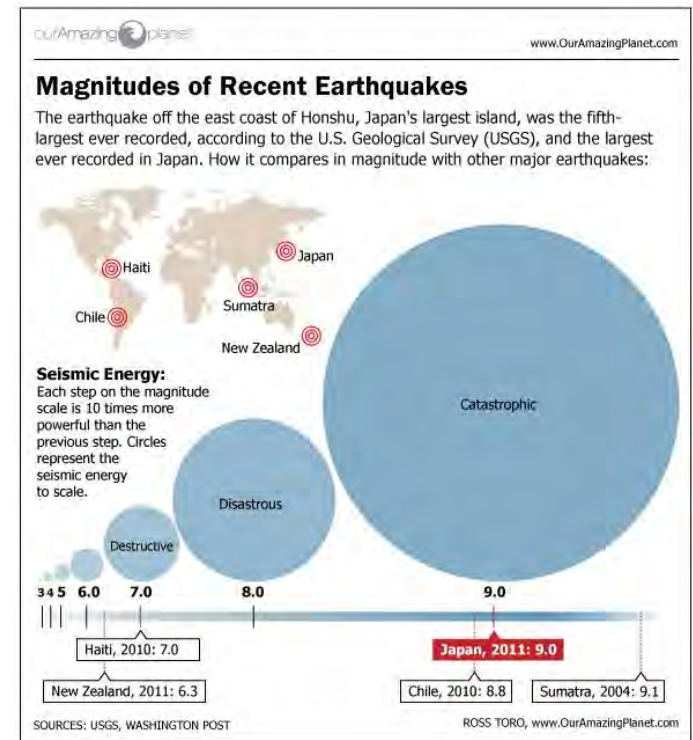 ourAmazing planet
www.OurAmazingPlanet.com
Magnitudes of Recent Earthquakes
The earthquake off the east coast of Honshu, Japan's largest island, was the fifth-
largest ever recorded, according to the U.S. Geological Survey (USGS), and the largest
ever recorded in Japan. How it compares in magnitude with other major earthquakes:
Japan
Haiti
Sumatra
Chile
New Zealand
Seismic Energy:
Each step on the magnitude
scale is 10 times more
powerful than the
previous step. Circles
represent the
seismic energy
to scale.
Catastrophic
Disastrous
Destructive
3 4 5 6.0 7.0 8.0 9.0
Haiti, 2010: 7.0
Japan, 2011: 9.0
New Zealand, 2011: 6.3
Chile, 2010: 8.8
Sumatra, 2004: 9.1
SOURCES: USGS, WASHINGTON POST
ROSS TORO, www.OurAmazingPlanet.com